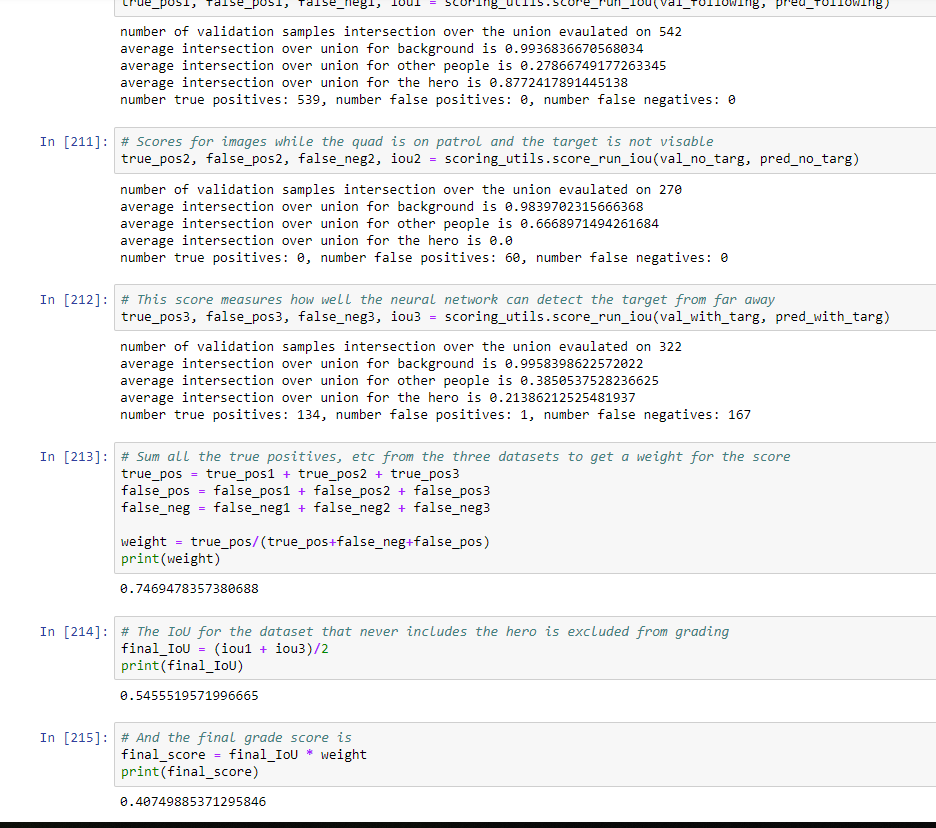 true_pos1, false_pos1, false_neg1, iou1 = scoring_utils.score_run_iou(val_following, pred_following)
number of validation samples intersection over the union evaulated on 542
average intersection over union for background is 0.9936836670568034
average intersection over union for other people is 0.27866749177263345
average intersection over union for the hero is 0.8772417891445138
number true positives: 539, number false positives: 0, number false negatives: 0
In [211]: # Scores for images while the quad is on patrol and the target is not visable
true_pos2, false_pos2, false_neg2, iou2 = scoring_utils.score_run_iou(val_no_targ, pred_no_targ)
number of validation samples intersection over the union evaulated on 270
average intersection over union for background is 0.9839702315666368
average intersection over union for other people is 0.6668971494261684
average intersection over union for the hero is 0.0
number true positives: 0, number false positives: 60, number false negatives: 0
In [212]: # This score measures how well the neural network can detect the target from far away
true_pos3, false_pos3, false_neg3, iou3 = scoring_utils.score_run_iou(val_with_targ, pred_with_targ)
number of validation samples intersection over the union evaulated on 322
average intersection over union for background is 0.9958398622572022
average intersection over union for other people is 0.3850537528236625
average intersection over union for the hero is 0.21386212525481937
number true positives: 134, number false positives: 1, number false negatives: 167
In [213]: # Sum all the true positives, etc from the three datasets to get a weight for the score
true_pos = true_pos1 + true_pos2 + true_pos3
false_pos = false_pos1 + false_pos2 + false_pos3
false_neg = false_neg1 + false_neg2 + false_neg3
weight = true_pos/(true_pos+false_neg+false_pos)
print(weight)
0.7469478357380688
In [214]: # The IoU for the dataset that never includes the hero is excluded from grading
final_IoU = (iou1 + iou3)/2
print(final_IoU)
0.5455519571996665
In [215]: # And the final grade score is
final_score = final_IoU * weight
print(final_score)
0.40749885371295846